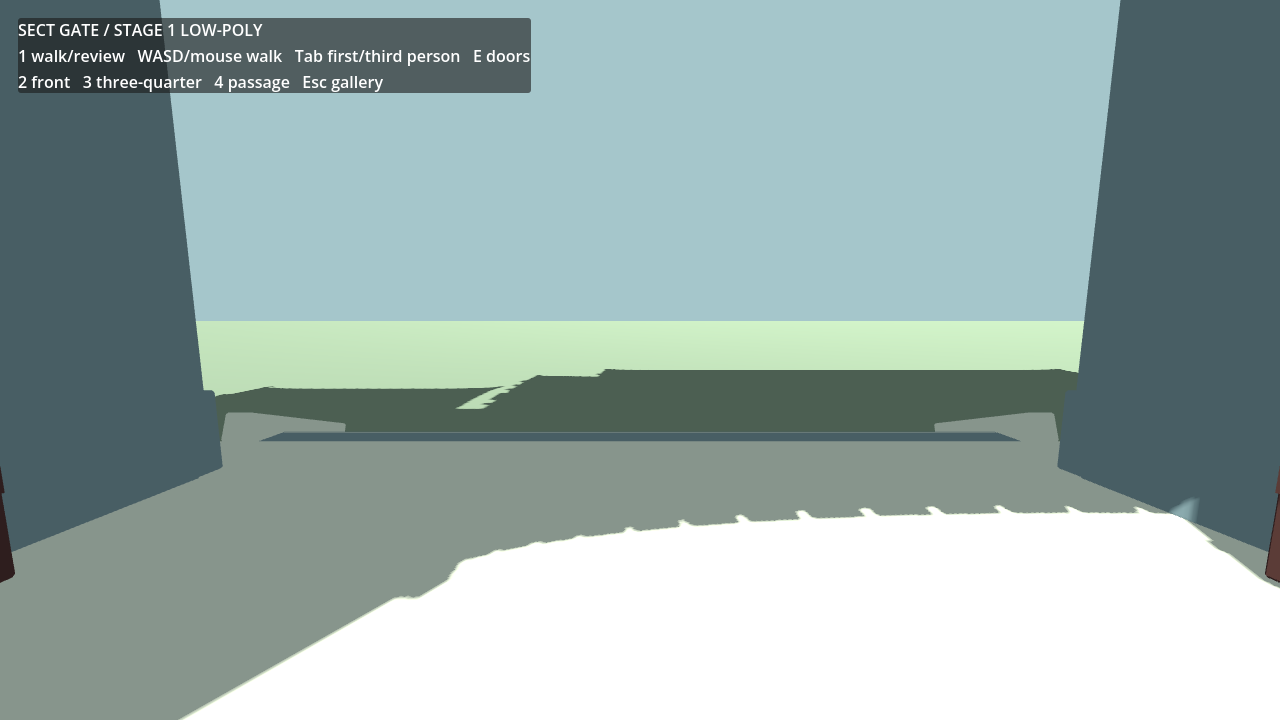 SECT GATE / STAGE 1 LOW-POLY
1 walk/review   WASD/mouse walk   Tab first/third person   E doors
2 front   3 three-quarter   4 passage   Esc gallery